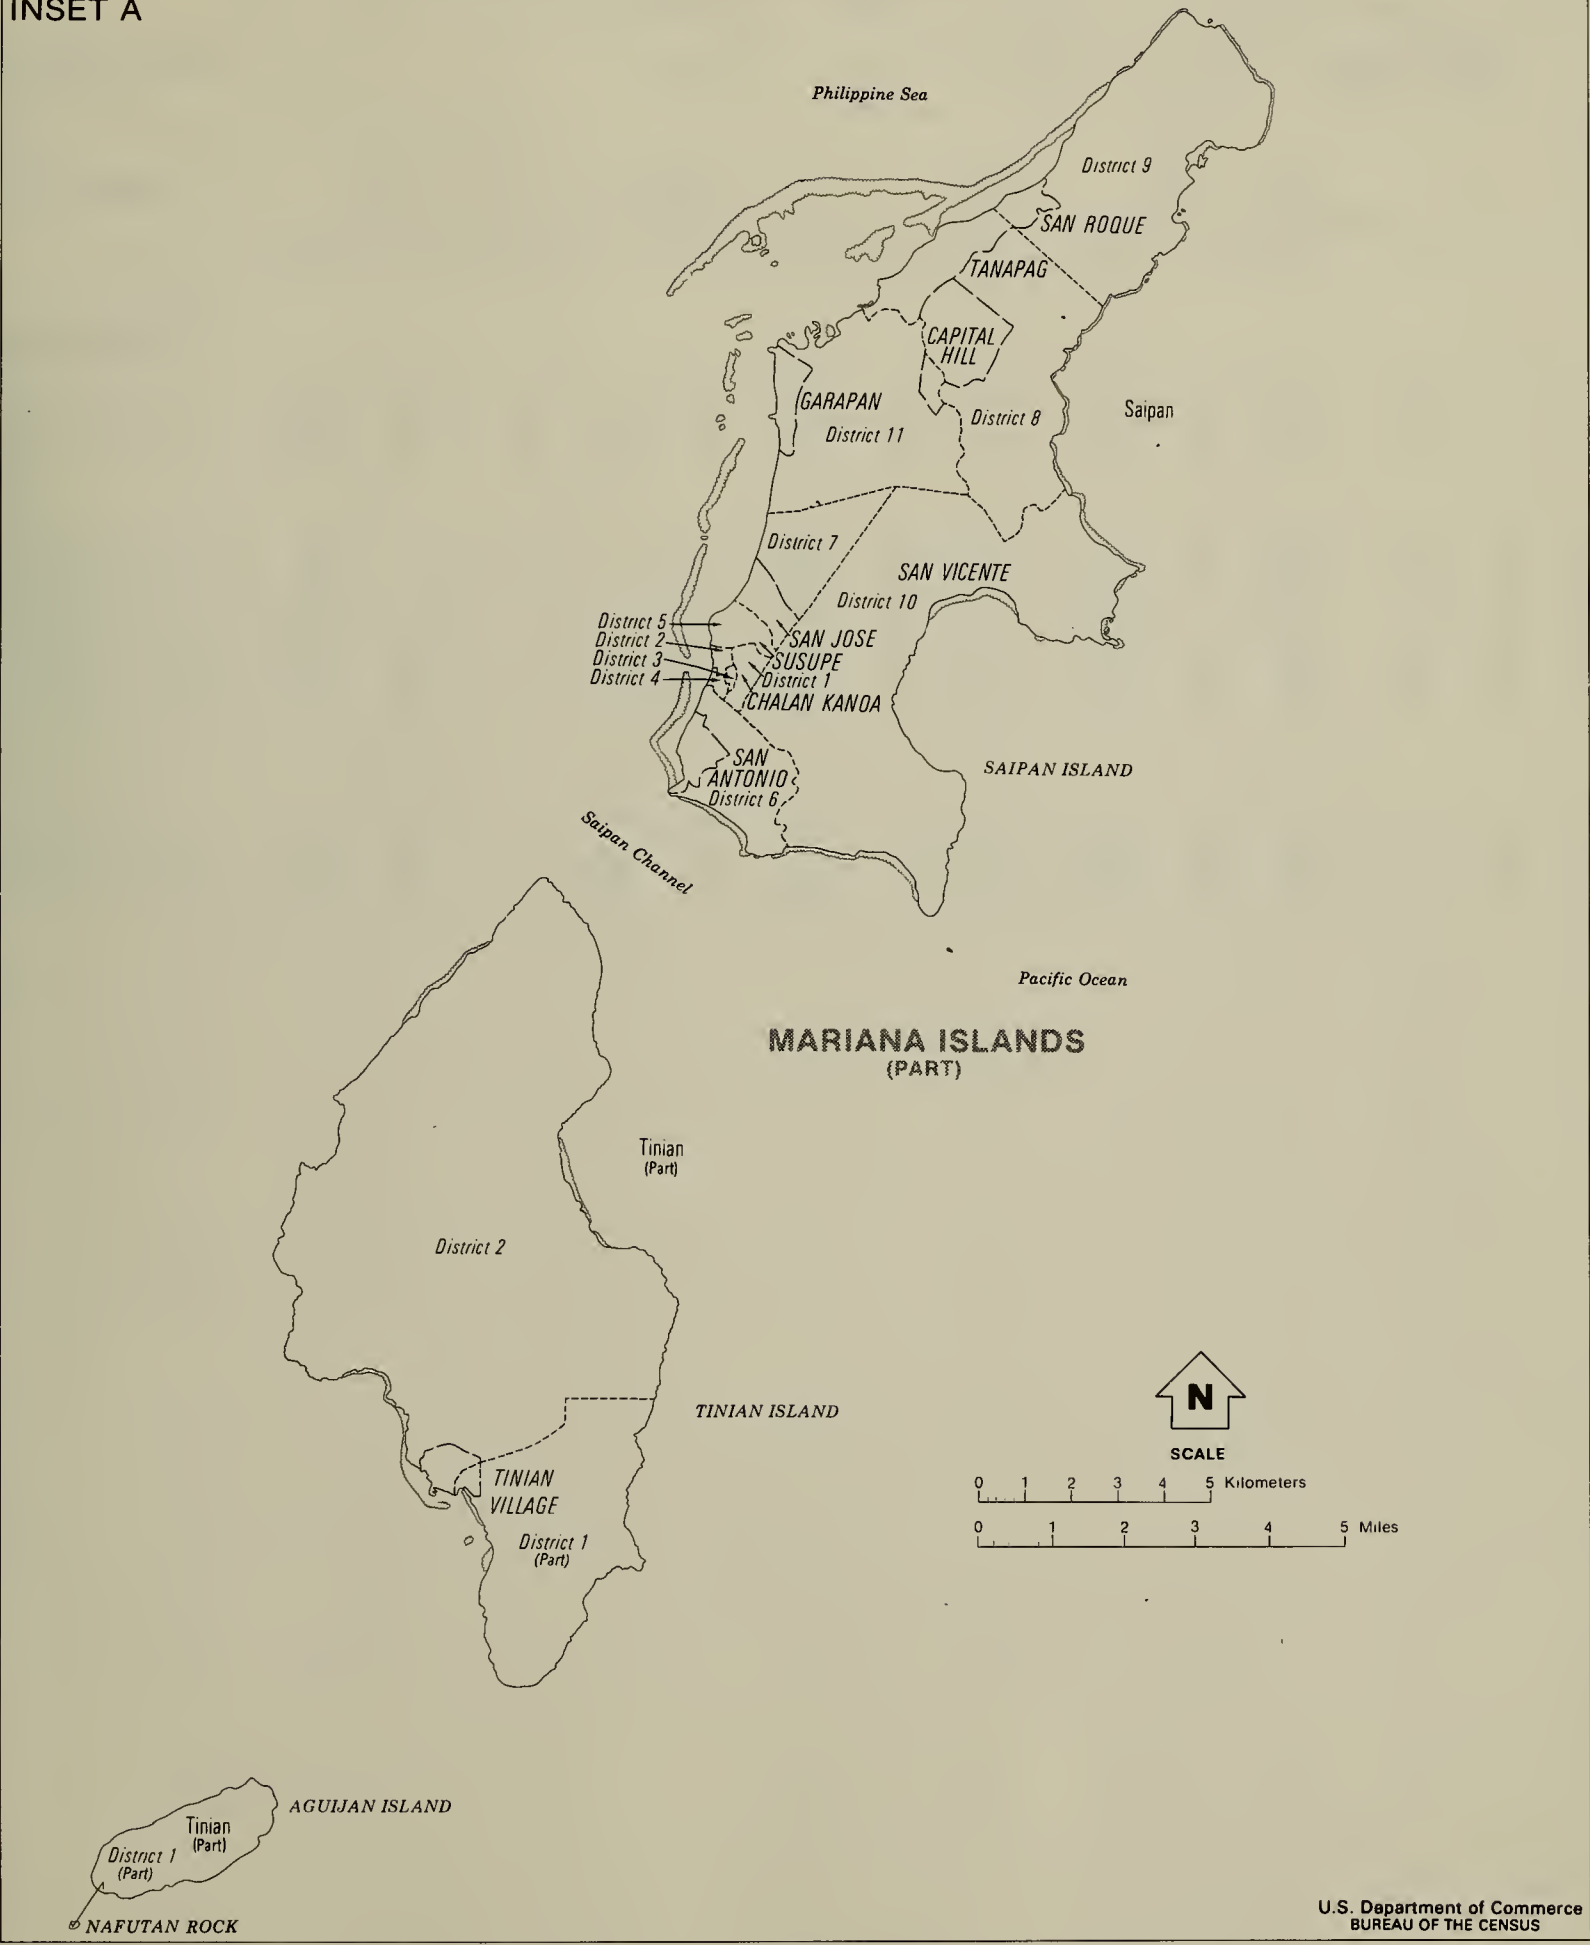 INSET A
Philippine Sea
District 9
SAN ROQUE
TANAPAG
CAPITAL
HILL
GARAPAN
District 11
District 8
Saipan
District 7
SAN VICENTE
District 10
District 5
District 2
District 3
District 4
SAN JOSE
SUSUPE
District 1
CHALAN KANOA
SAN
ANTONIO
District 6
SAIPAN ISLAND
Saipan Channel
Pacific Ocean
MARIANA ISLANDS
(PART)
Tinian
(Part)
District 2
TINIAN ISLAND
TINIAN
VILLAGE
District 1
(Part)
N
SCALE
0 1 2 3 4 5 Kilometers
0 1 2 3 4 5 Miles
AGUIJAN ISLAND
Tinian
(Part)
District 1
(Part)
NAFUTAN ROCK
U.S. Department of Commerce
BUREAU OF THE CENSUS